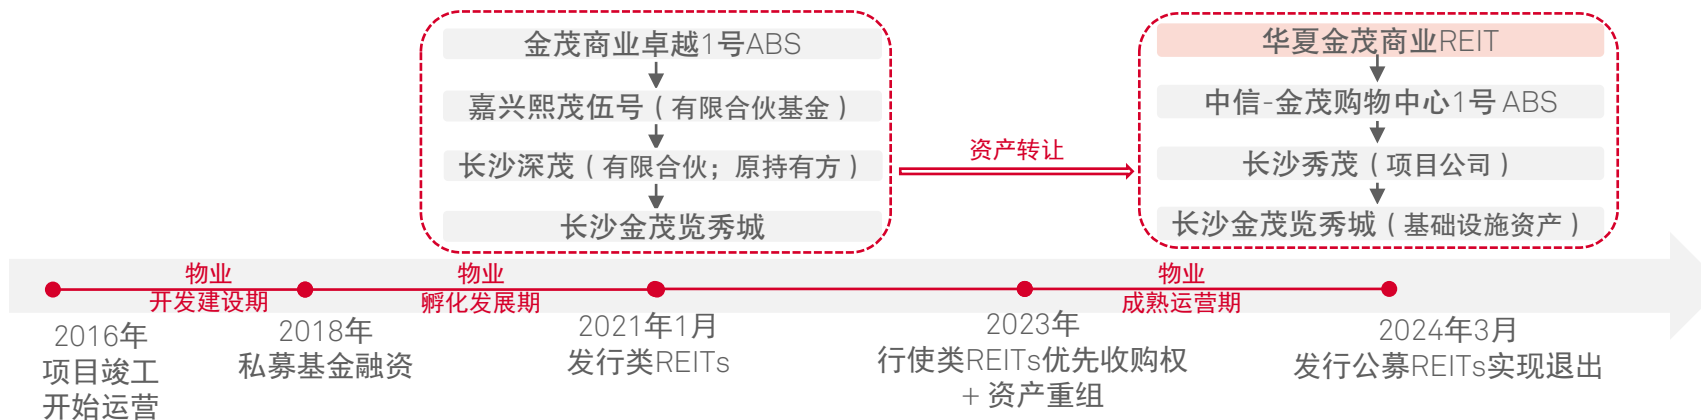 金茂商业卓越1号ABS
嘉兴熙茂伍号（有限合伙基金）
长沙深茂（有限合伙；原持有方）
长沙金茂览秀城
资产转让
华夏金茂商业REIT
中信-金茂购物中心1号 ABS
长沙秀茂（项目公司）
长沙金茂览秀城（基础设施资产）
物业
开发建设期
物业
孵化发展期
物业
成熟运营期
2016年
项目竣工
开始运营
2018年
私募基金融资
2021年1月
发行类REITs
2023年
行使类REITs优先收购权
+ 资产重组
2024年3月
发行公募REITs实现退出